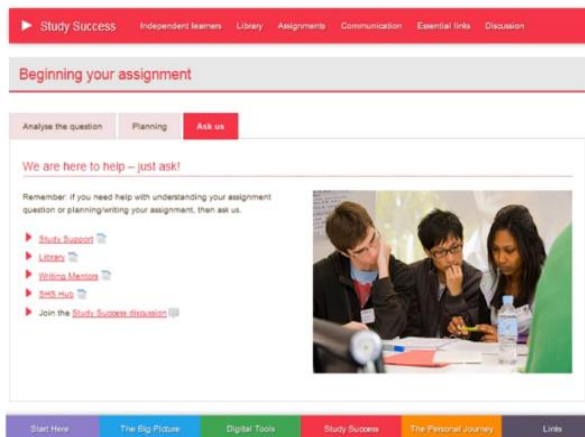 Study Success
Independent learners Library Assignments Communication Essential links Discussion
Beginning your assignment
Analyse the question Planning Ask us
We are here to help – just ask!
Remember: if you need help with understanding your assignment
question or planning/writing your assignment, then ask us.
Study Support
Library
Writing Mentors
SHS Hub
Join the Study Success discussion
Start Here The Big Picture Digital Tools Study Success The Personal Journey Links